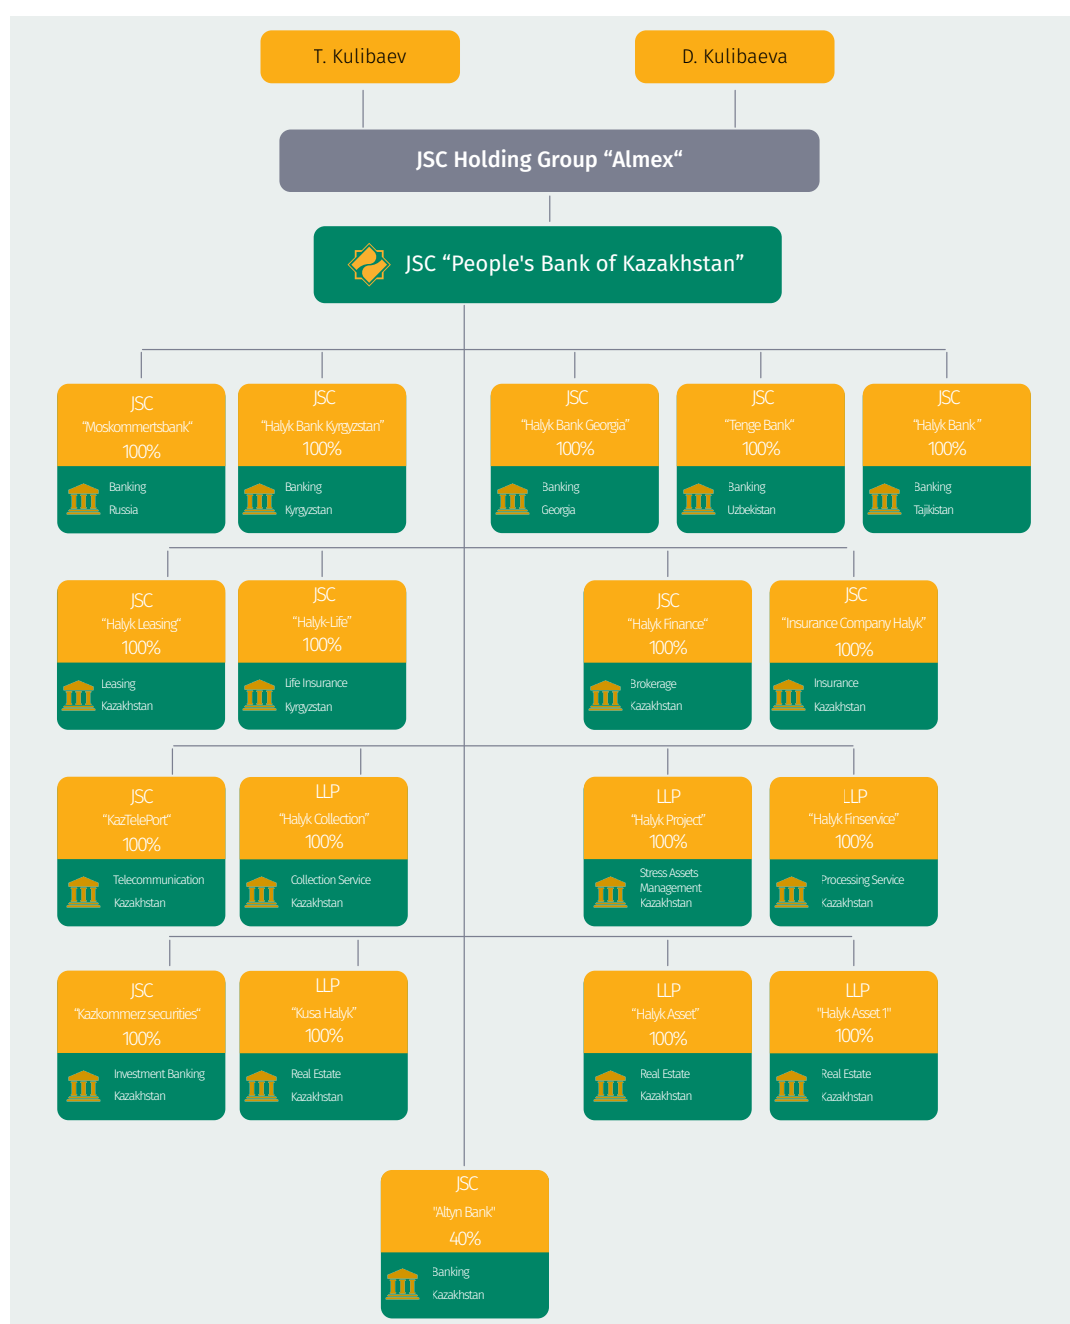 T. Kulibaev
D. Kulibaeva
JSC Holding Group “Almex“
JSC “People's Bank of Kazakhstan”
JSC
“Moskommertsbank“
100%
Banking
Russia
JSC
“Halyk Bank Kyrgyzstan”
100%
Banking
Kyrgyzstan
JSC
“Halyk Bank Georgia”
100%
Banking
Georgia
JSC
“Tenge Bank“
100%
Banking
Uzbekistan
JSC
“Halyk Bank ”
100%
Banking
Tajikistan
JSC
“Halyk Leasing“
100%
Leasing
Kazakhstan
JSC
“Halyk-Life”
100%
Life Insurance
Kyrgyzstan
JSC
“Halyk Finance”
100%
Brokerage
Kazakhstan
JSC
“Insurance Company Halyk”
100%
Insurance
Kazakhstan
JSC
“KazTelePort“
100%
Telecommunication
Kazakhstan
LLP
“Halyk Collection”
100%
Collection Service
Kazakhstan
LLP
“Halyk Project”
100%
Stress Assets
Management
Kazakhstan
LLP
“Halyk Finservice”
100%
Processing Service
Kazakhstan
JSC
“Kazkommerz securities“
100%
Investment Banking
Kazakhstan
LLP
“Kusa Halyk”
100%
Real Estate
Kazakhstan
LLP
“Halyk Asset”
100%
Real Estate
Kazakhstan
LLP
"Halyk Asset 1"
100%
Real Estate
Kazakhstan
JSC
"Altyn Bank"
40%
Banking
Kazakhstan